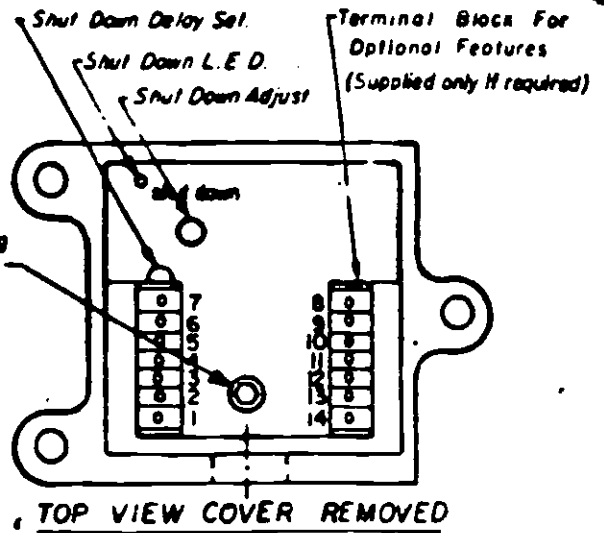 Shut Down Delay Set.
Shut Down L.E.D.
Shut Down Adjust
Terminal Block For
Optional Features
(Supplied only if required)
shut down
7
6
5
4
3
2
1
8
9
10
11
12
13
14
TOP VIEW COVER REMOVED